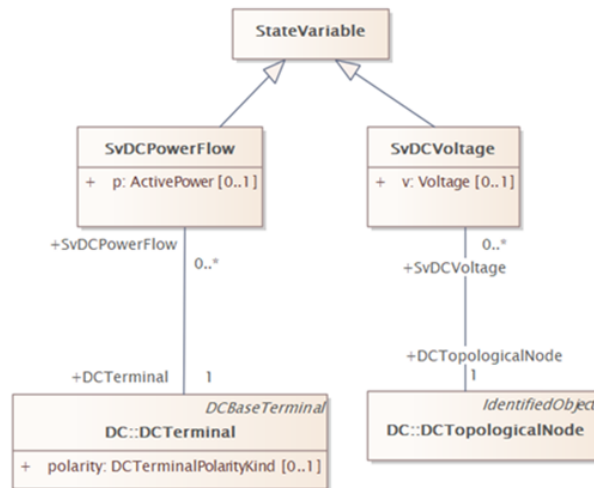 StateVariable
SvDCPowerFlow
+ p: ActivePower [0..1]
SvDCVoltage
+ v: Voltage [0..1]
+SvDCPowerFlow
0..*
0..*
+SvDCVoltage
+DCTerminal 1
+DCTopologicalNode
1
DCBaseTerminal
DC::DCTerminal
+ polarity: DCTerminalPolarityKind [0..1]
IdentifiedObject
DC::DCTopologicalNode